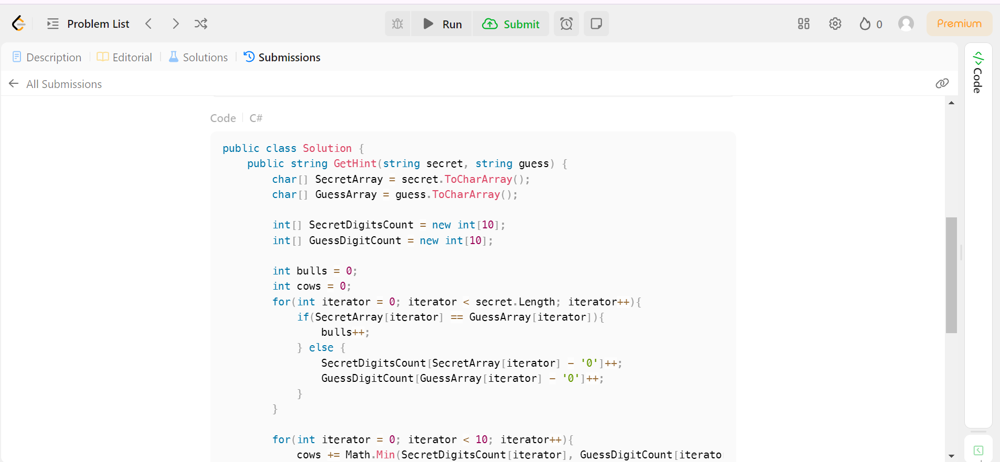 Problem List
Run
Submit
0
Premium
Description
Editorial
Solutions
Submissions
All Submissions
Code
Code C#
public class Solution {
    public string GetHint(string secret, string guess) {
        char[] SecretArray = secret.ToCharArray();
        char[] GuessArray = guess.ToCharArray();
        int[] SecretDigitsCount = new int[10];
        int[] GuessDigitCount = new int[10];
        int bulls = 0;
        int cows = 0;
        for(int iterator = 0; iterator < secret.Length; iterator++){
            if(SecretArray[iterator] == GuessArray[iterator]){
                bulls++;
            } else {
                SecretDigitsCount[SecretArray[iterator] - '0']++;
                GuessDigitCount[GuessArray[iterator] - '0']++;
            }
        }
        for(int iterator = 0; iterator < 10; iterator++){
            cows += Math.Min(SecretDigitsCount[iterator], GuessDigitCount[iterato